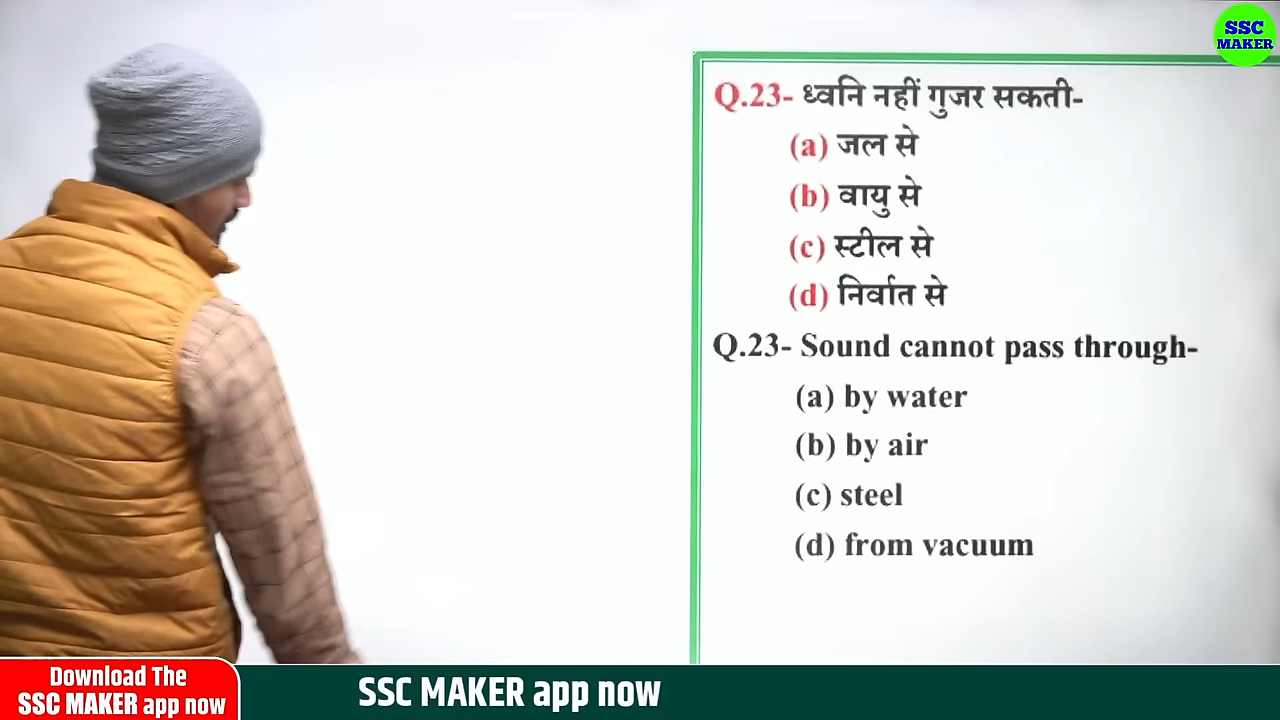 SSC
MAKER
Q.23- ध्वनि नहीं गुजर सकती-
(a) जल से
(b) वायु से
(c) स्टील से
(d) निर्वात से
Q.23- Sound cannot pass through-
(a) by water
(b) by air
(c) steel
(d) from vacuum
Download The
SSC MAKER app now
SSC MAKER app now